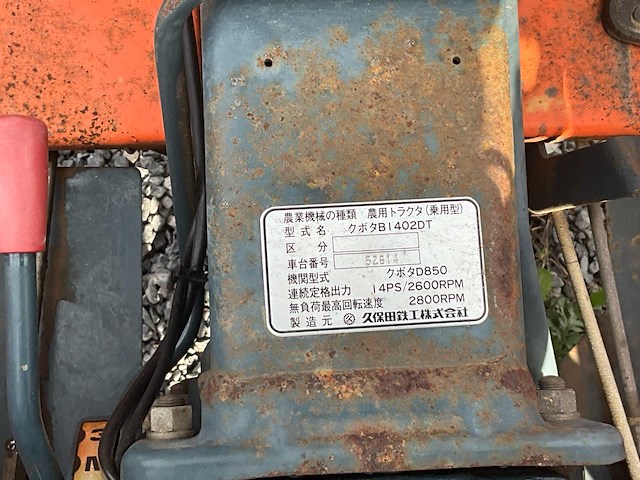 農業機械の種類 農用トラクタ(乗用型)
型式名 クボタB1402DT
区分
車台番号 52614
機関型式 クボタD850
連続定格出力 14PS/2600RPM
無負荷最高回転速度 2800RPM
製造元 久保田鉄工株式会社